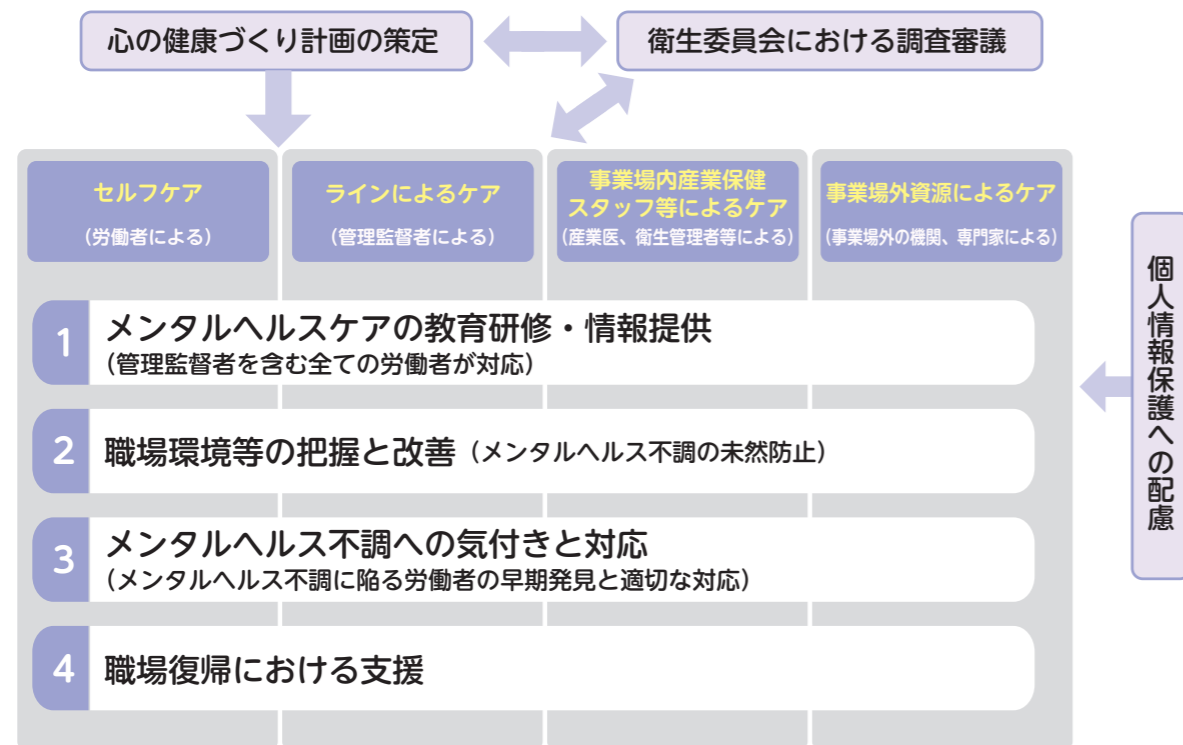 心の健康づくり計画の策定
衛生委員会における調査審議
セルフケア
(労働者による)
ラインによるケア
(管理監督者による)
事業場内産業保健
スタッフ等によるケア
(産業医、衛生管理者等による)
事業場外資源によるケア
(事業場外の機関、専門家による)
1
メンタルヘルスケアの教育研修・情報提供
(管理監督者を含む全ての労働者が対応)
2
職場環境等の把握と改善(メンタルヘルス不調の未然防止)
3
メンタルヘルス不調への気付きと対応
(メンタルヘルス不調に陥る労働者の早期発見と適切な対応)
4
職場復帰における支援
個人情報保護への配慮